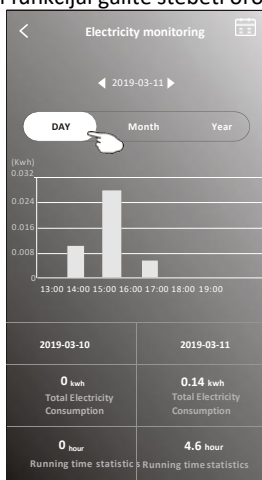 funkcijai galite stebėti oro
Electricity monitoring
2019-03-11
DAY Month Year
(Kwh)
0.032
0.024
0.016
0.008
0
13:00 14:00 15:00 16:00 17:00 18:00 19:00
2019-03-10 2019-03-11
0 kwh 0.14 kwh
Total Electricity Total Electricity
Consumption Consumption
0 hour 4.6 hour
Running time statistics Running time statistics